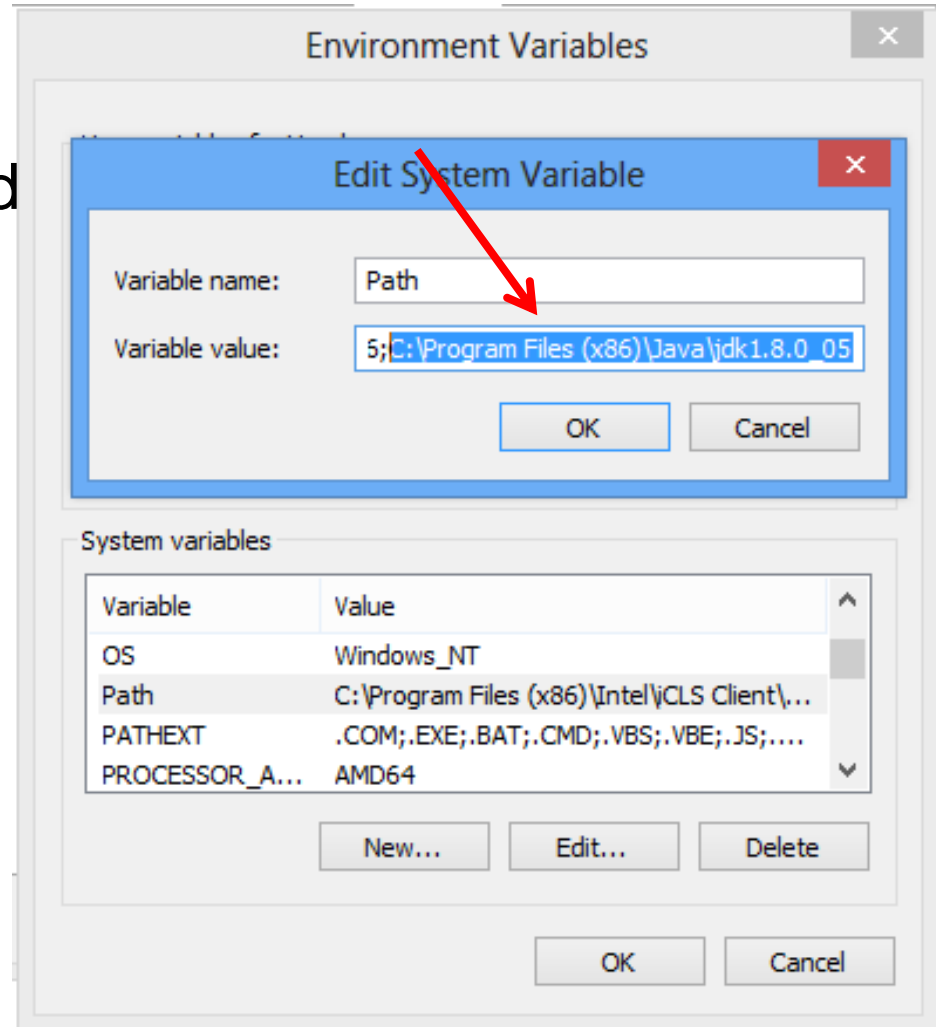 Environment Variables
d
Edit System Variable
Variable name:
Path
Variable value:
5;C:\Program Files (x86)\Java\jdk1.8.0_05
OK
Cancel
System variables
Variable Value
OS Windows_NT
Path C:\Program Files (x86)\Intel\iCLS Client\...
PATHEXT .COM;.EXE;.BAT;.CMD;.VBS;.VBE;.JS;....
PROCESSOR_A... AMD64
New... Edit... Delete
OK Cancel